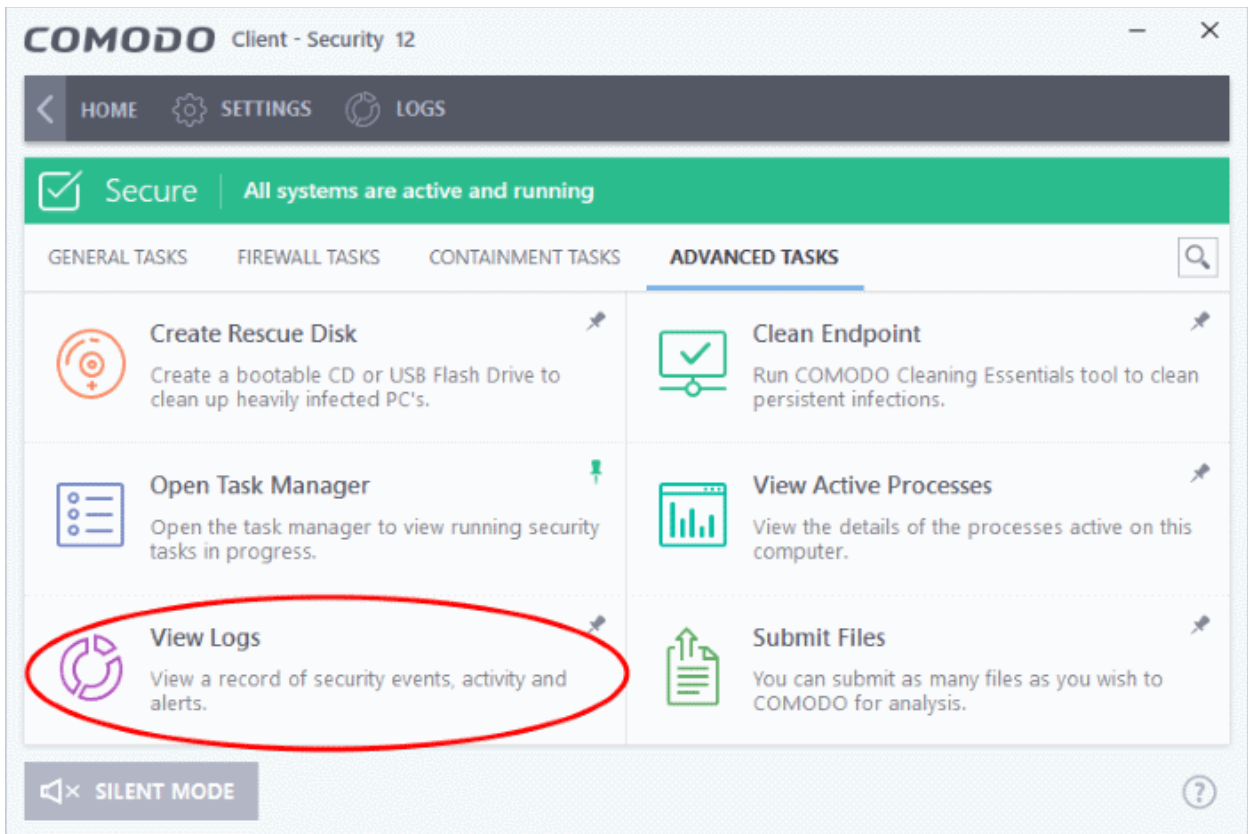 COMODO Client - Security 12
HOME SETTINGS LOGS
Secure All systems are active and running
GENERAL TASKS FIREWALL TASKS CONTAINMENT TASKS ADVANCED TASKS
Create Rescue Disk
Create a bootable CD or USB Flash Drive to
clean up heavily infected PC's.
Clean Endpoint
Run COMODO Cleaning Essentials tool to clean
persistent infections.
Open Task Manager
Open the task manager to view running security
tasks in progress.
View Active Processes
View the details of the processes active on this
computer.
View Logs
View a record of security events, activity and
alerts.
Submit Files
You can submit as many files as you wish to
COMODO for analysis.
SILENT MODE
?